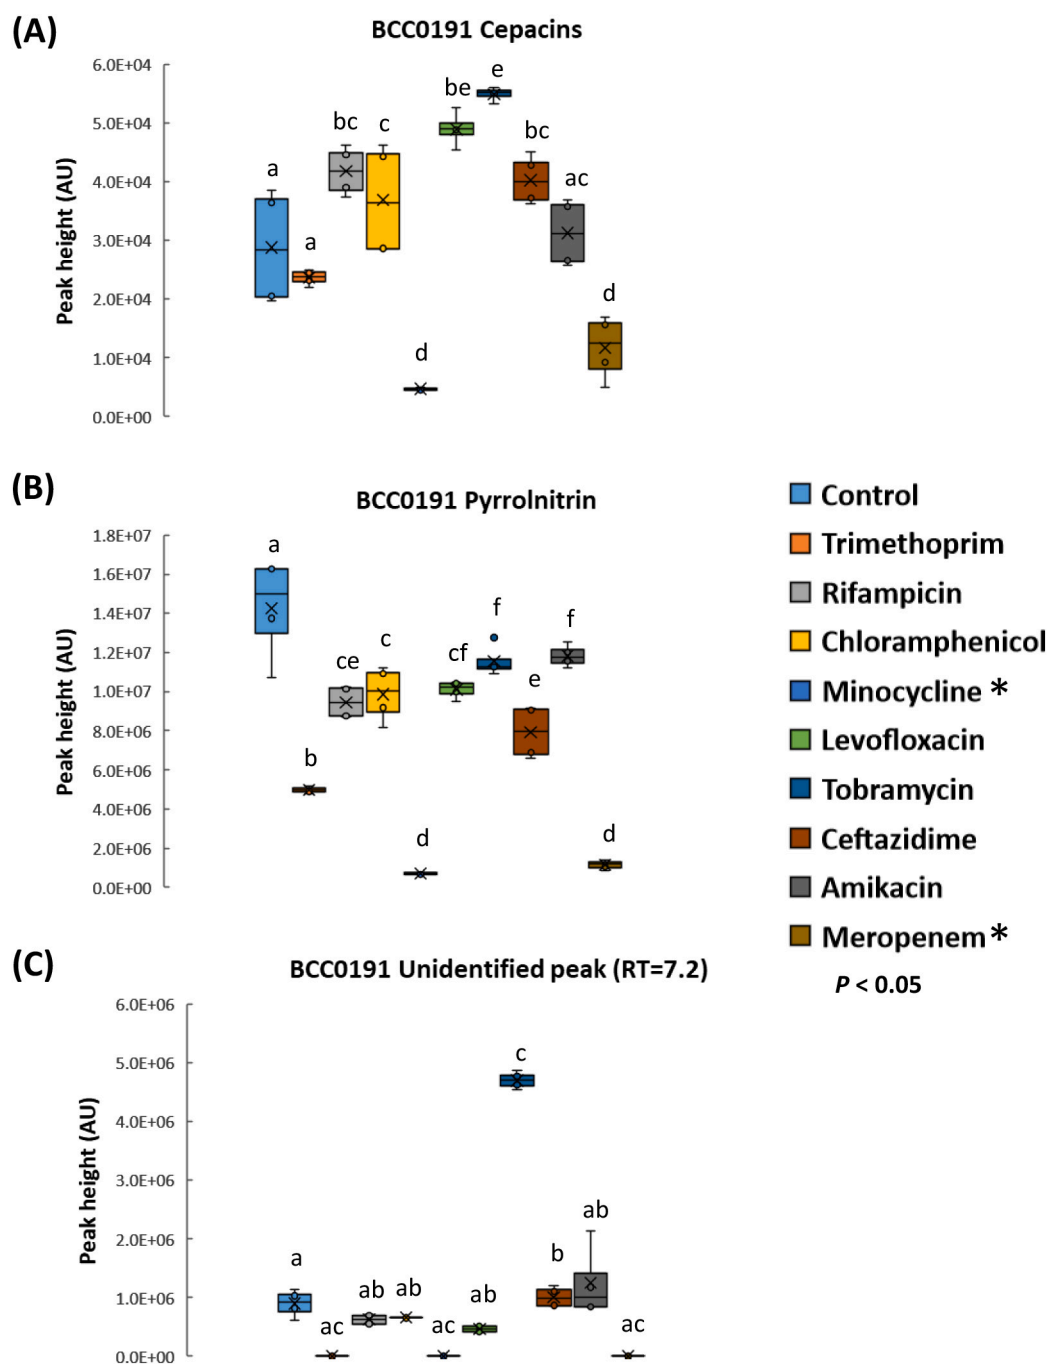 (A)
BCC0191 Cepacins
Peak height (AU)
6.0E+04
5.0E+04
4.0E+04
3.0E+04
2.0E+04
1.0E+04
0.0E+00
a
a
bc
c
d
be
e
bc
ac
d
(B)
BCC0191 Pyrrolnitrin
Peak height (AU)
1.8E+07
1.6E+07
1.4E+07
1.2E+07
1.0E+07
8.0E+06
6.0E+06
4.0E+06
2.0E+06
0.0E+00
a
b
ce
c
d
cf
f
e
f
d
Control
Trimethoprim
Rifampicin
Chloramphenicol
Minocycline *
Levofloxacin
Tobramycin
Ceftazidime
Amikacin
Meropenem *
P < 0.05
(C)
BCC0191 Unidentified peak (RT=7.2)
Peak height (AU)
6.0E+06
5.0E+06
4.0E+06
3.0E+06
2.0E+06
1.0E+06
0.0E+00
a
ac
ab
ab
ac
ab
c
b
ab
ac